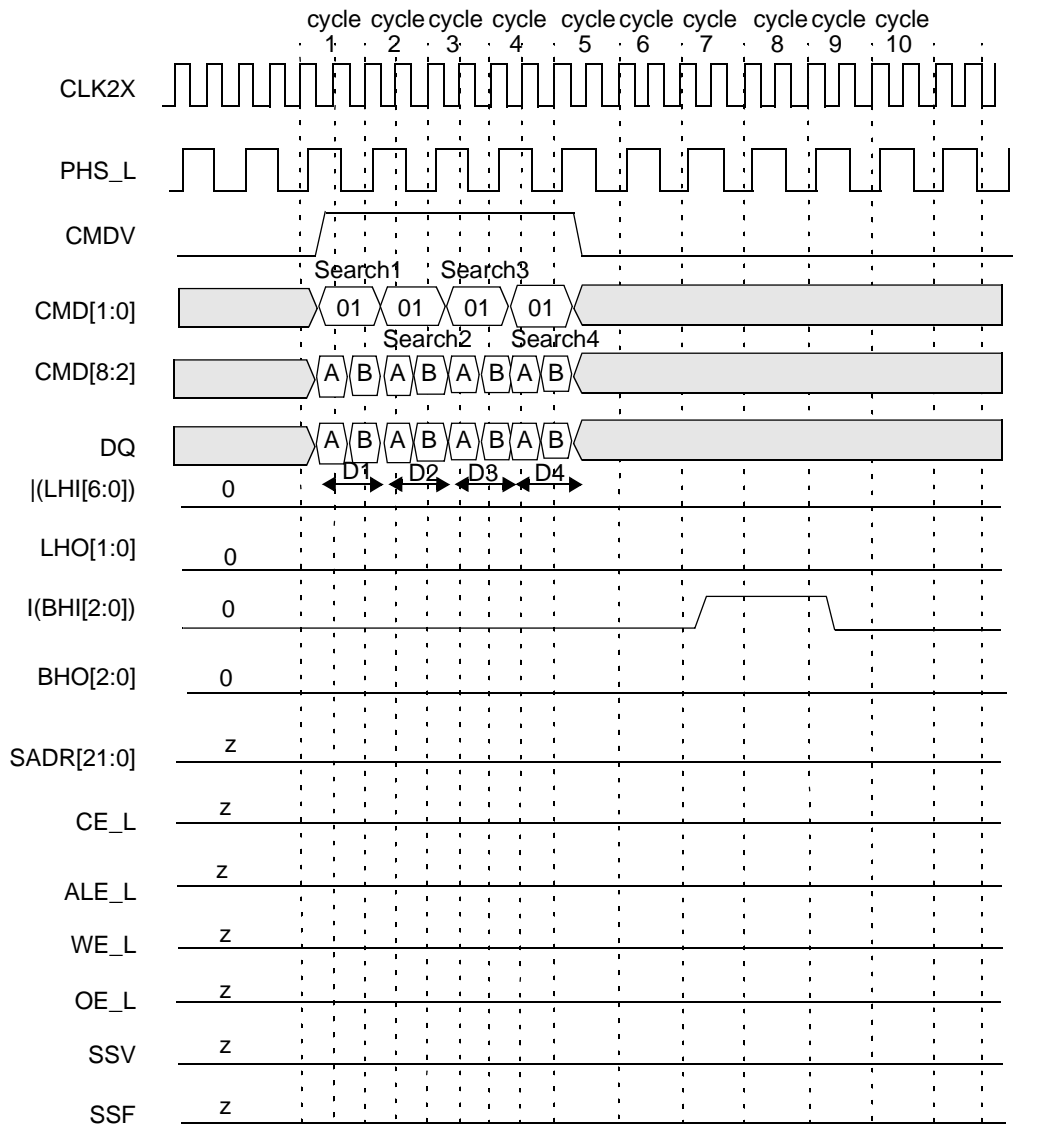 cycle cycle cycle cycle cycle cycle cycle cycle cycle cycle
1 2 3 4 5 6 7 8 9 10
CLK2X
PHS_L
CMDV
Search1 Search3
CMD[1:0] 01 01 01 01
Search2 Search4
CMD[8:2] A B A B A B A B
DQ A B A B A B A B
D1 D2 D3 D4
|(LHI[6:0]) 0
LHO[1:0] 0
I(BHI[2:0]) 0
BHO[2:0] 0
SADR[21:0] z
CE_L z
ALE_L z
WE_L z
OE_L z
SSV z
SSF z